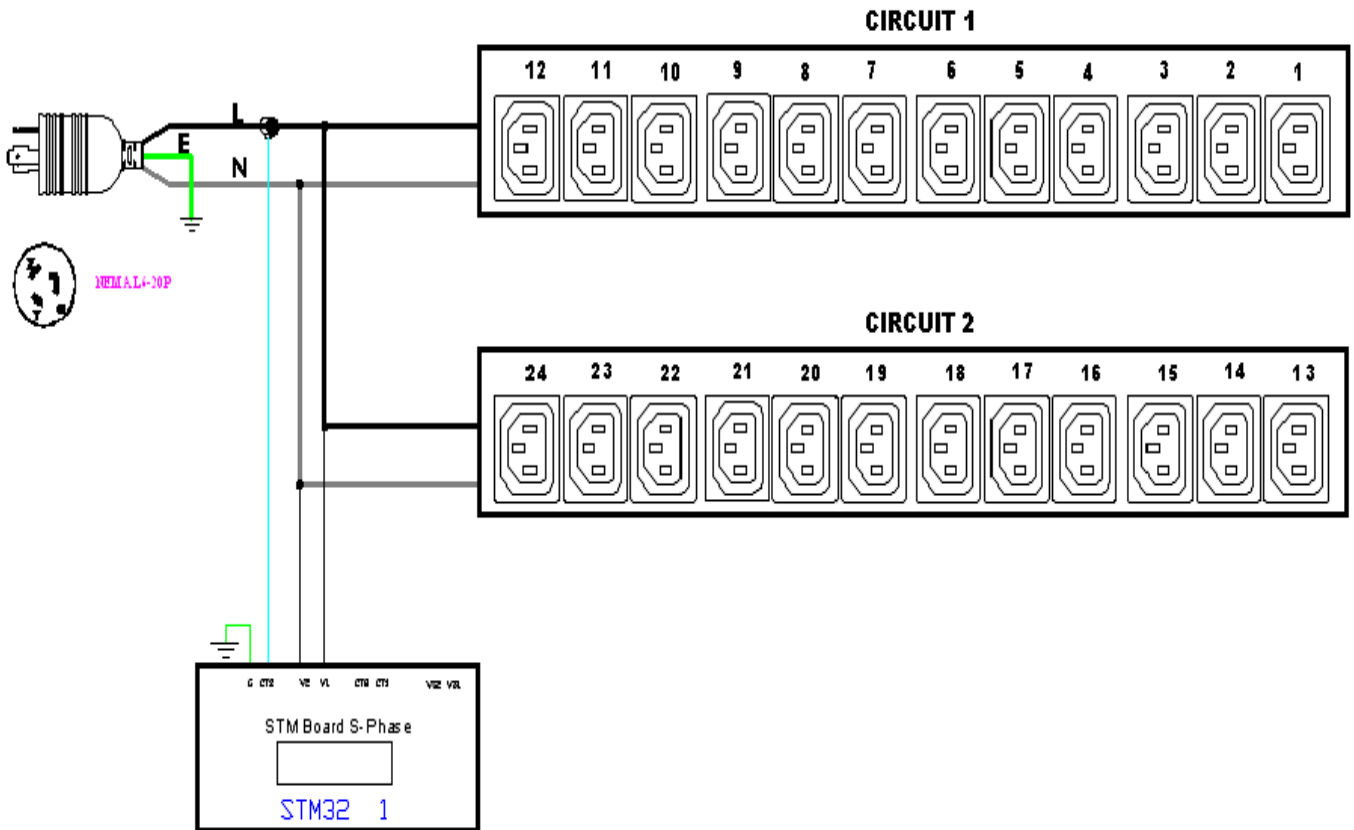 CIRCUIT 1
12 11 10 9 8 7 6 5 4 3 2 1
L
E
N
CIRCUIT 2
24 23 22 21 20 19 18 17 16 15 14 13
G
V1
STM Board S-Phase
STM32 1